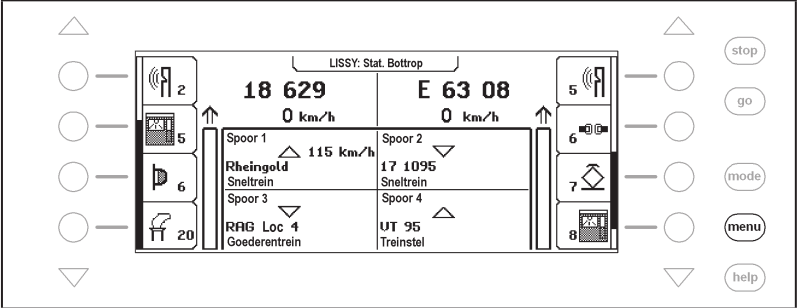 LISSY: Stat. Bottrop
18 629
E 63 08
0 km/h
0 km/h
2
5
6
20
5
6
7
8
Spoor 1
115 km/h
Rheingold
Sneltrein
Spoor 2
17 1095
Sneltrein
Spoor 3
RAG Loc 4
Goederentrein
Spoor 4
VT 95
Treinstel
stop
go
mode
menu
help